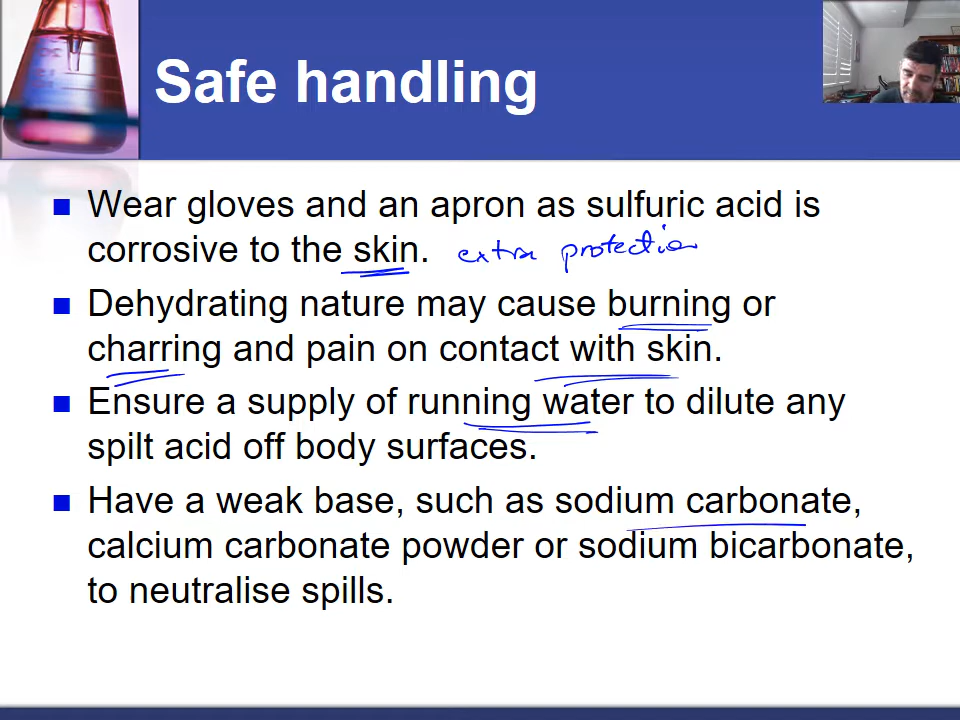 Safe handling
Wear gloves and an apron as sulfuric acid is
corrosive to the skin. extra protection
Dehydrating nature may cause burning or
charring and pain on contact with skin.
Ensure a supply of running water to dilute any
spilt acid off body surfaces.
Have a weak base, such as sodium carbonate,
calcium carbonate powder or sodium bicarbonate,
to neutralise spills.